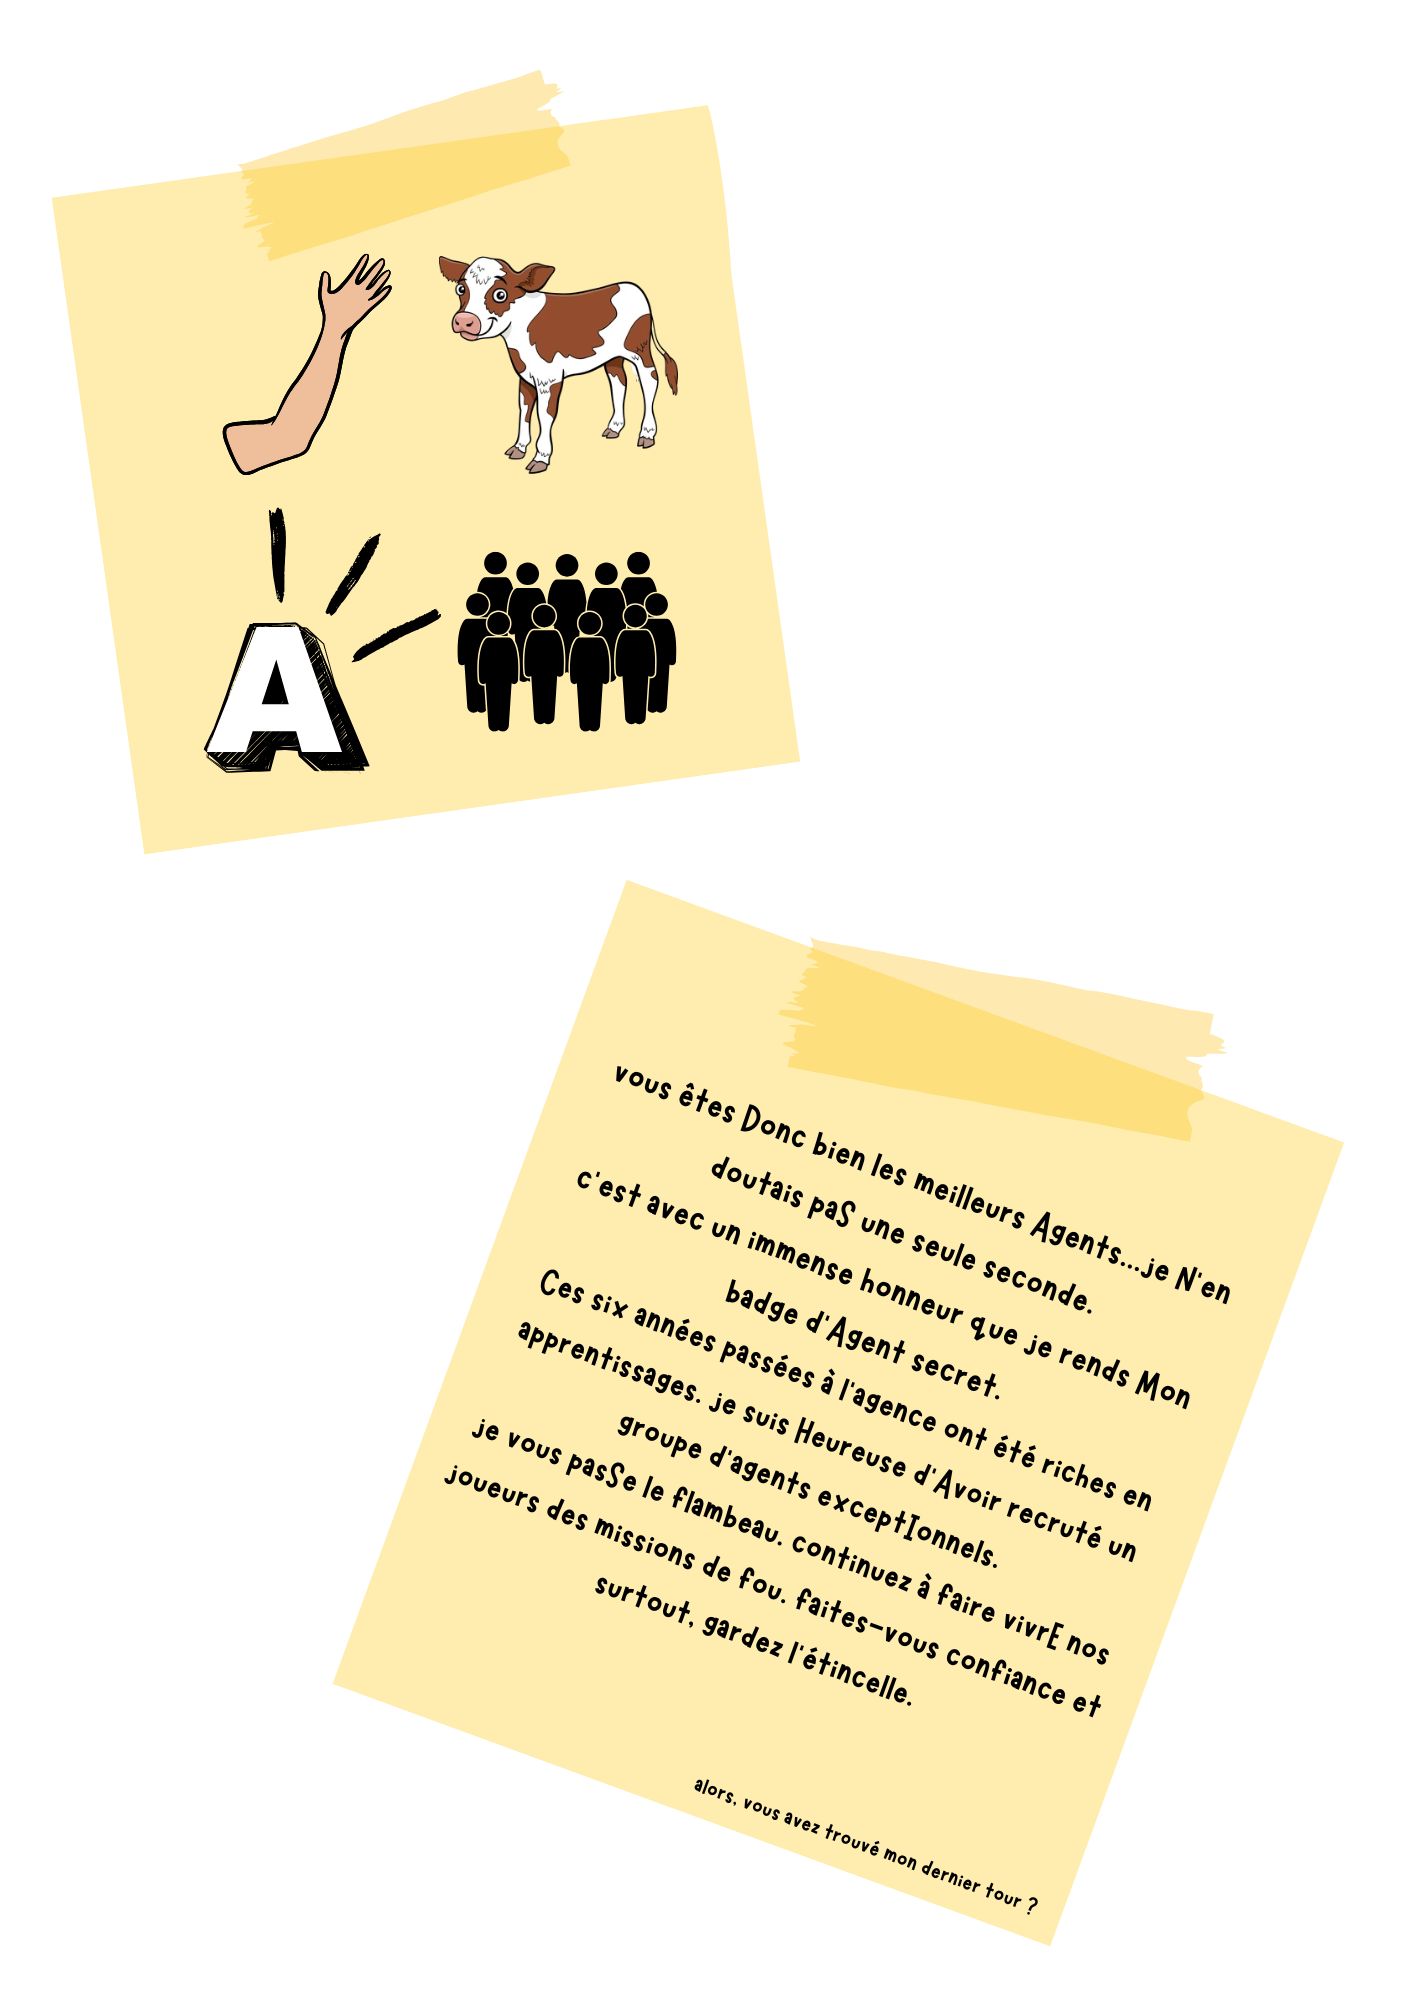 A
vous êtes Donc bien les meilleurs Agents...je N'en
doutais paS une seule seconde.
c'est avec un immense honneur que je rends Mon
badge d'Agent secret.
Ces six années passées à l'agence ont été riches en
apprentissages. je suis Heureuse d'Avoir recruté un
groupe d'agents exceptIonnels.
je vous pasSe le flambeau. continuez à faire vivrE nos
joueurs des missions de fou. faites-vous confiance et
surtout, gardez l'étincelle.
alors, vous avez trouvé mon dernier tour ?